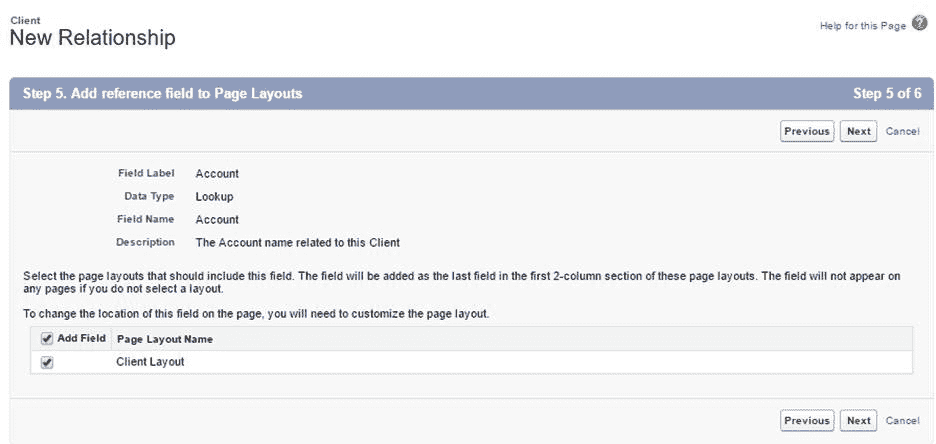 Client
New Relationship
Help for this Page
Step 5. Add reference field to Page Layouts
Step 5 of 6
Previous Next Cancel
Field Label Account
Data Type Lookup
Field Name Account
Description The Account name related to this Client
Select the page layouts that should include this field. The field will be added as the last field in the first 2-column section of these page layouts. The field will not appear on
any pages if you do not select a layout.
To change the location of this field on the page, you will need to customize the page layout.
Add Field Page Layout Name
Client Layout
Previous Next Cancel